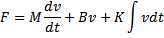 F = M dv/dt + Bv + K ∫ vdt